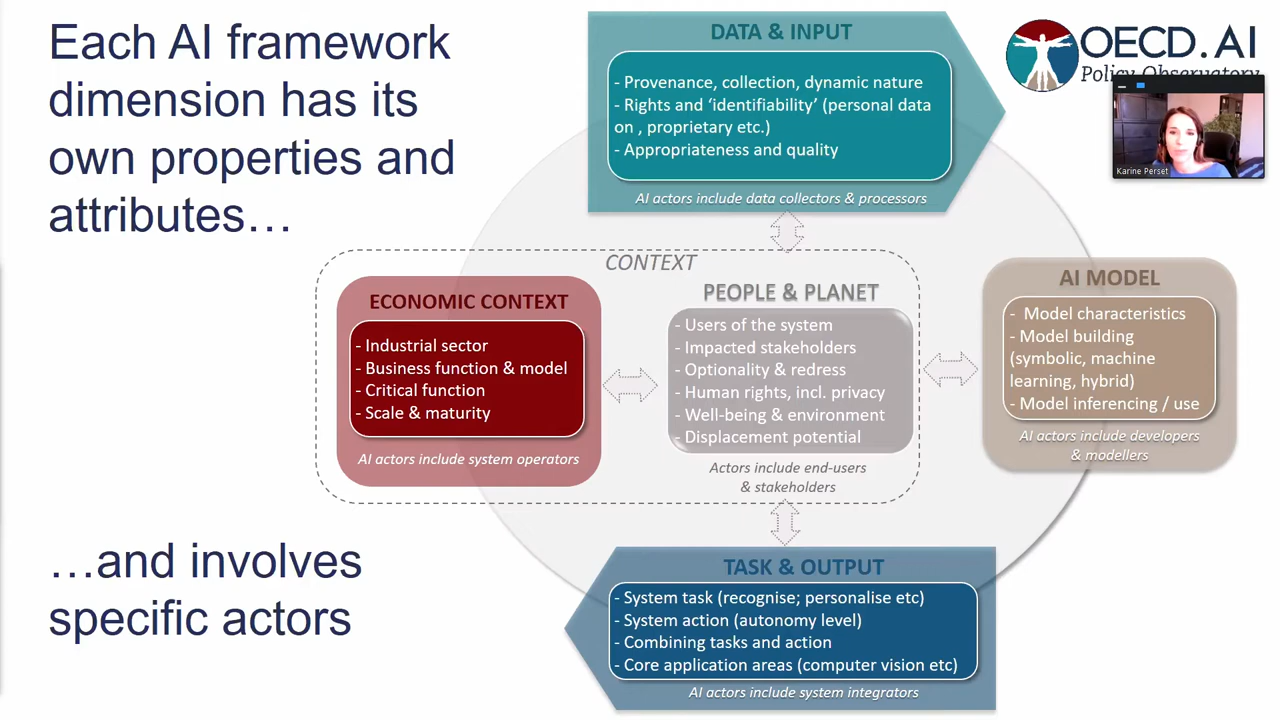 Each AI framework
dimension has its
own properties and
attributes…
…and involves
specific actors
DATA & INPUT
- Provenance, collection, dynamic nature
- Rights and ‘identifiability’ (personal data
on , proprietary etc.)
- Appropriateness and quality
AI actors include data collectors & processors
OECD.AI
Policy Observatory
Karine Perset
CONTEXT
ECONOMIC CONTEXT
- Industrial sector
- Business function & model
- Critical function
- Scale & maturity
AI actors include system operators
PEOPLE & PLANET
- Users of the system
- Impacted stakeholders
- Optionality & redress
- Human rights, incl. privacy
- Well-being & environment
- Displacement potential
Actors include end-users
& stakeholders
AI MODEL
- Model characteristics
- Model building
(symbolic, machine
learning, hybrid)
- Model inferencing / use
AI actors include developers
& modellers
TASK & OUTPUT
- System task (recognise; personalise etc)
- System action (autonomy level)
- Combining tasks and action
- Core application areas (computer vision etc)
AI actors include system integrators